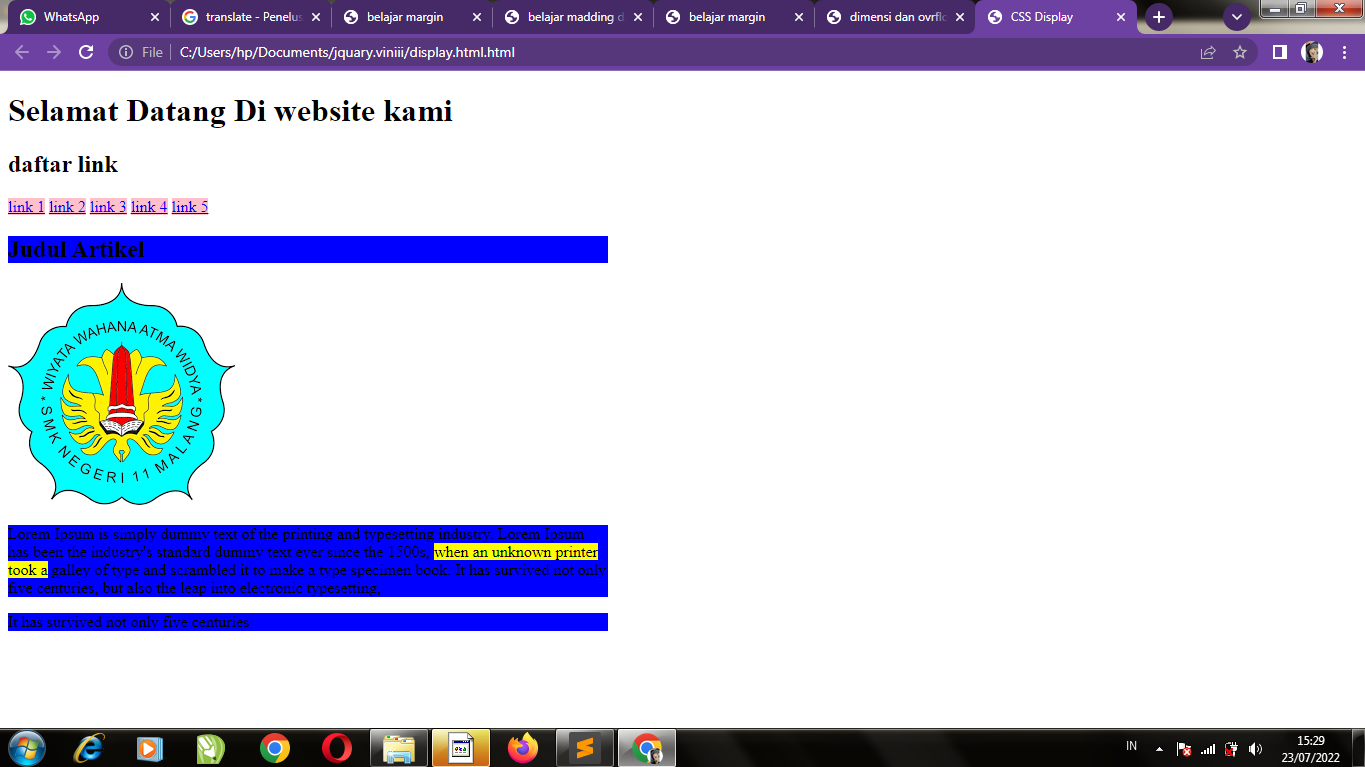 WhatsApp
translate - Penelus
belajar margin
belajar madding d
belajar margin
dimensi dan ovrflo
CSS Display
File
C:/Users/hp/Documents/jquary.viniii/display.html.html
Selamat Datang Di website kami
daftar link
link 1 link 2 link 3 link 4 link 5
Judul Artikel
* WIYATA WAHANA ATMA WIDYA *
SMK NEGERI 11 MALANG
Lorem Ipsum is simply dummy text of the printing and typesetting industry. Lorem Ipsum
has been the industry's standard dummy text ever since the 1500s, when an unknown printer
took a galley of type and scrambled it to make a type specimen book. It has survived not only
five centuries, but also the leap into electronic typesetting,
It has survived not only five centuries
IN
15:29
23/07/2022